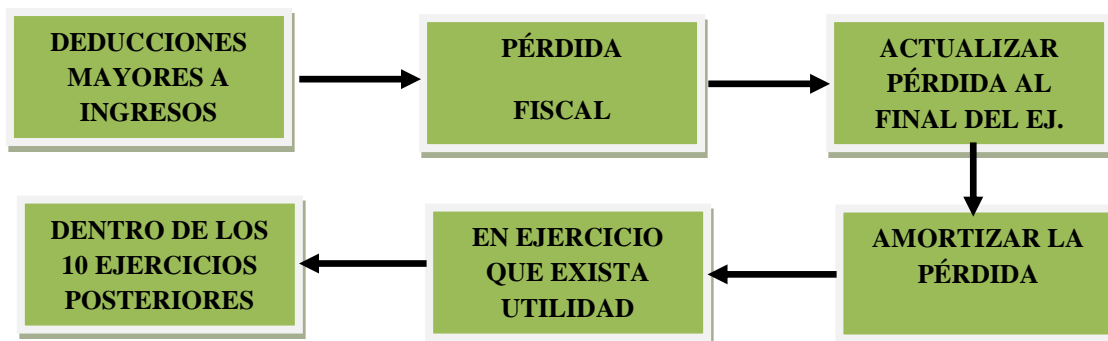 DEDUCCIONES
MAYORES A
INGRESOS
PÉRDIDA
FISCAL
ACTUALIZAR
PÉRDIDA AL
FINAL DEL EJ.
AMORTIZAR LA
PÉRDIDA
EN EJERCICIO
QUE EXISTA
UTILIDAD
DENTRO DE LOS
10 EJERCICIOS
POSTERIORES